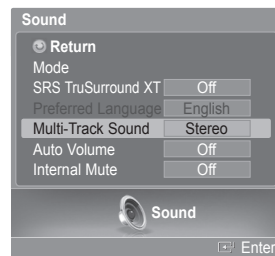 Sound
Return
Mode
SRS TruSurround XT Off
Preferred Language English
Multi-Track Sound Stereo
Auto Volume Off
Internal Mute Off
Sound
Enter